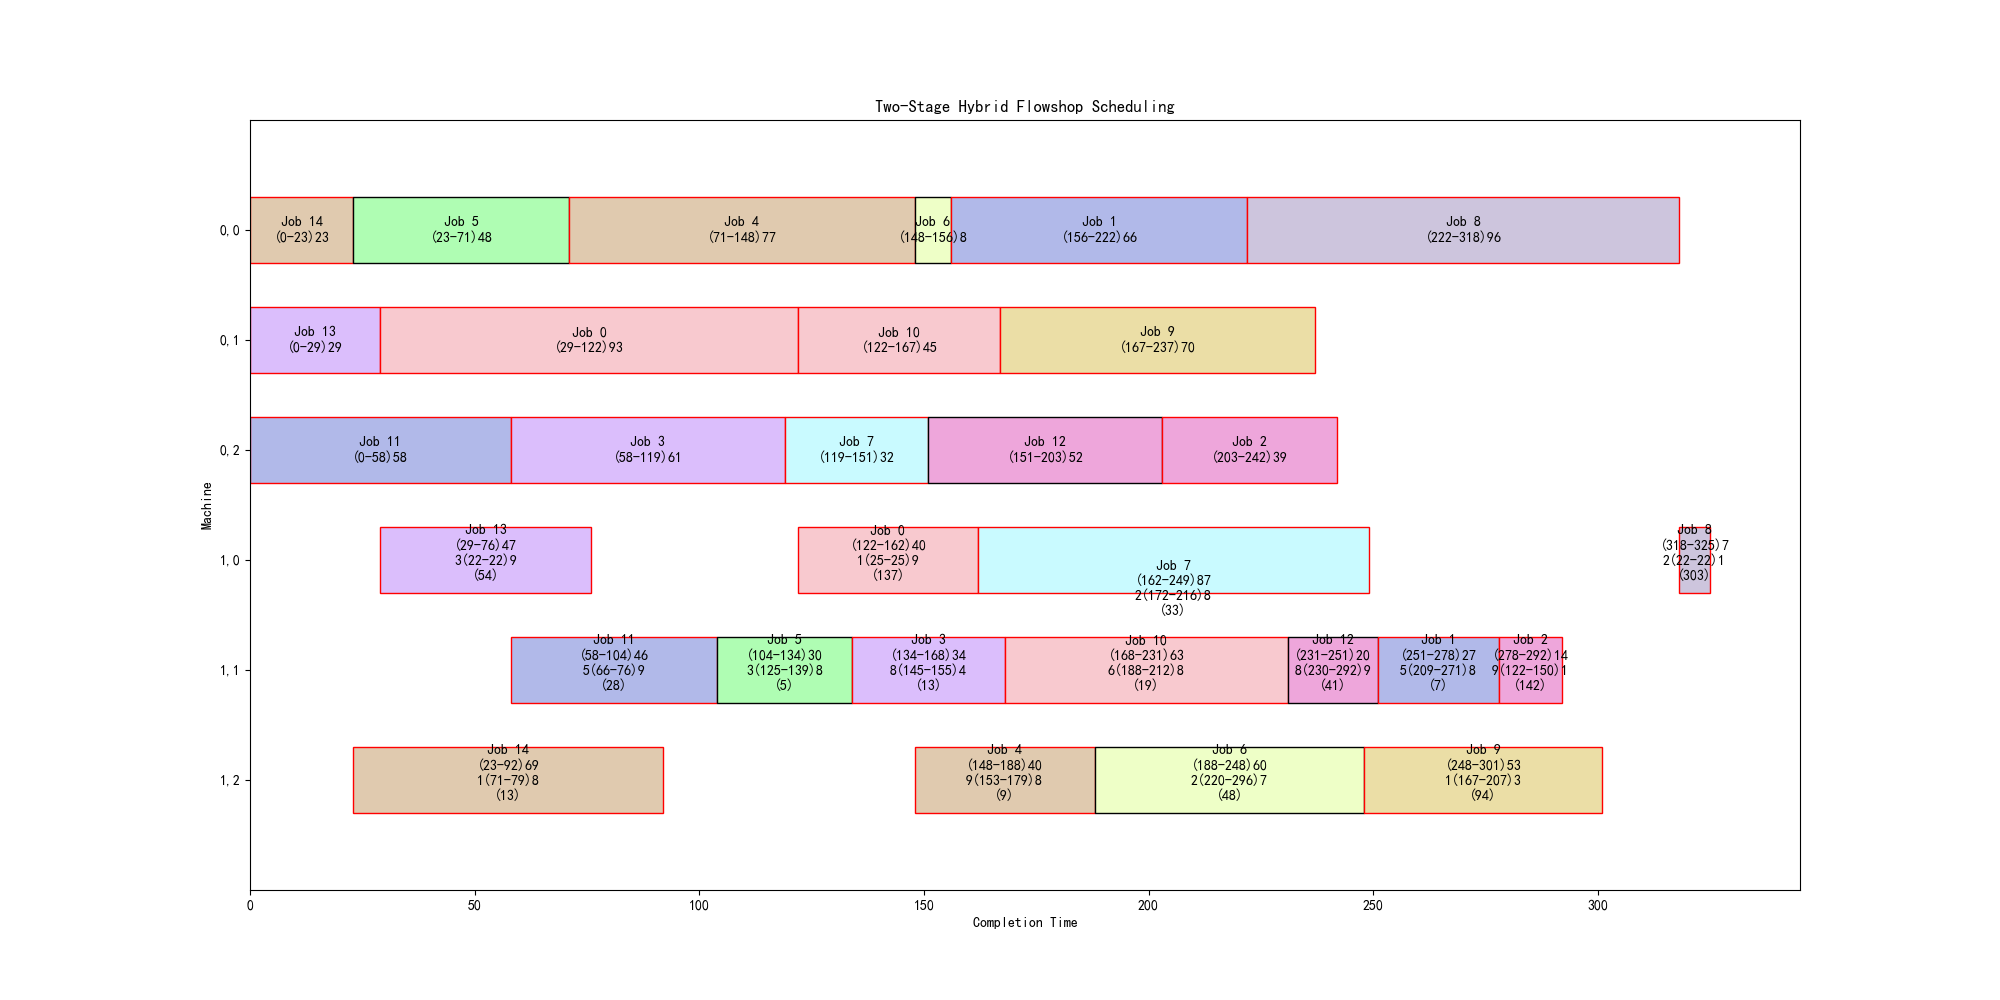 Two-Stage Hybrid Flowshop Scheduling
Machine
0,0
Job 14
(0-23)23
Job 5
(23-71)48
Job 4
(71-148)77
Job 6
(148-156)8
Job 1
(156-222)66
Job 8
(222-318)96
0,1
Job 13
(0-29)29
Job 0
(29-122)93
Job 10
(122-167)45
Job 9
(167-237)70
0,2
Job 11
(0-58)58
Job 3
(58-119)61
Job 7
(119-151)32
Job 12
(151-203)52
Job 2
(203-242)39
1,0
Job 13
(29-76)47
3(22-22)9
(54)
Job 0
(122-162)40
1(25-25)9
(137)
Job 7
(162-249)87
2(172-216)8
(33)
Job 8
(318-325)7
2(22-22)1
(303)
1,1
Job 11
(58-104)46
5(66-76)9
(28)
Job 5
(104-134)30
3(125-139)8
(5)
Job 3
(134-168)34
8(145-155)4
(13)
Job 10
(168-231)63
6(188-212)8
(19)
Job 12
(231-251)20
8(230-292)9
(41)
Job 1
(251-278)27
5(209-271)8
(7)
Job 2
(278-292)14
9(122-150)1
(142)
1,2
Job 14
(23-92)69
1(71-79)8
(13)
Job 4
(148-188)40
9(153-179)8
(9)
Job 6
(188-248)60
2(220-296)7
(48)
Job 9
(248-301)53
1(167-207)3
(94)
0 50 100 150 200 250 300
Completion Time